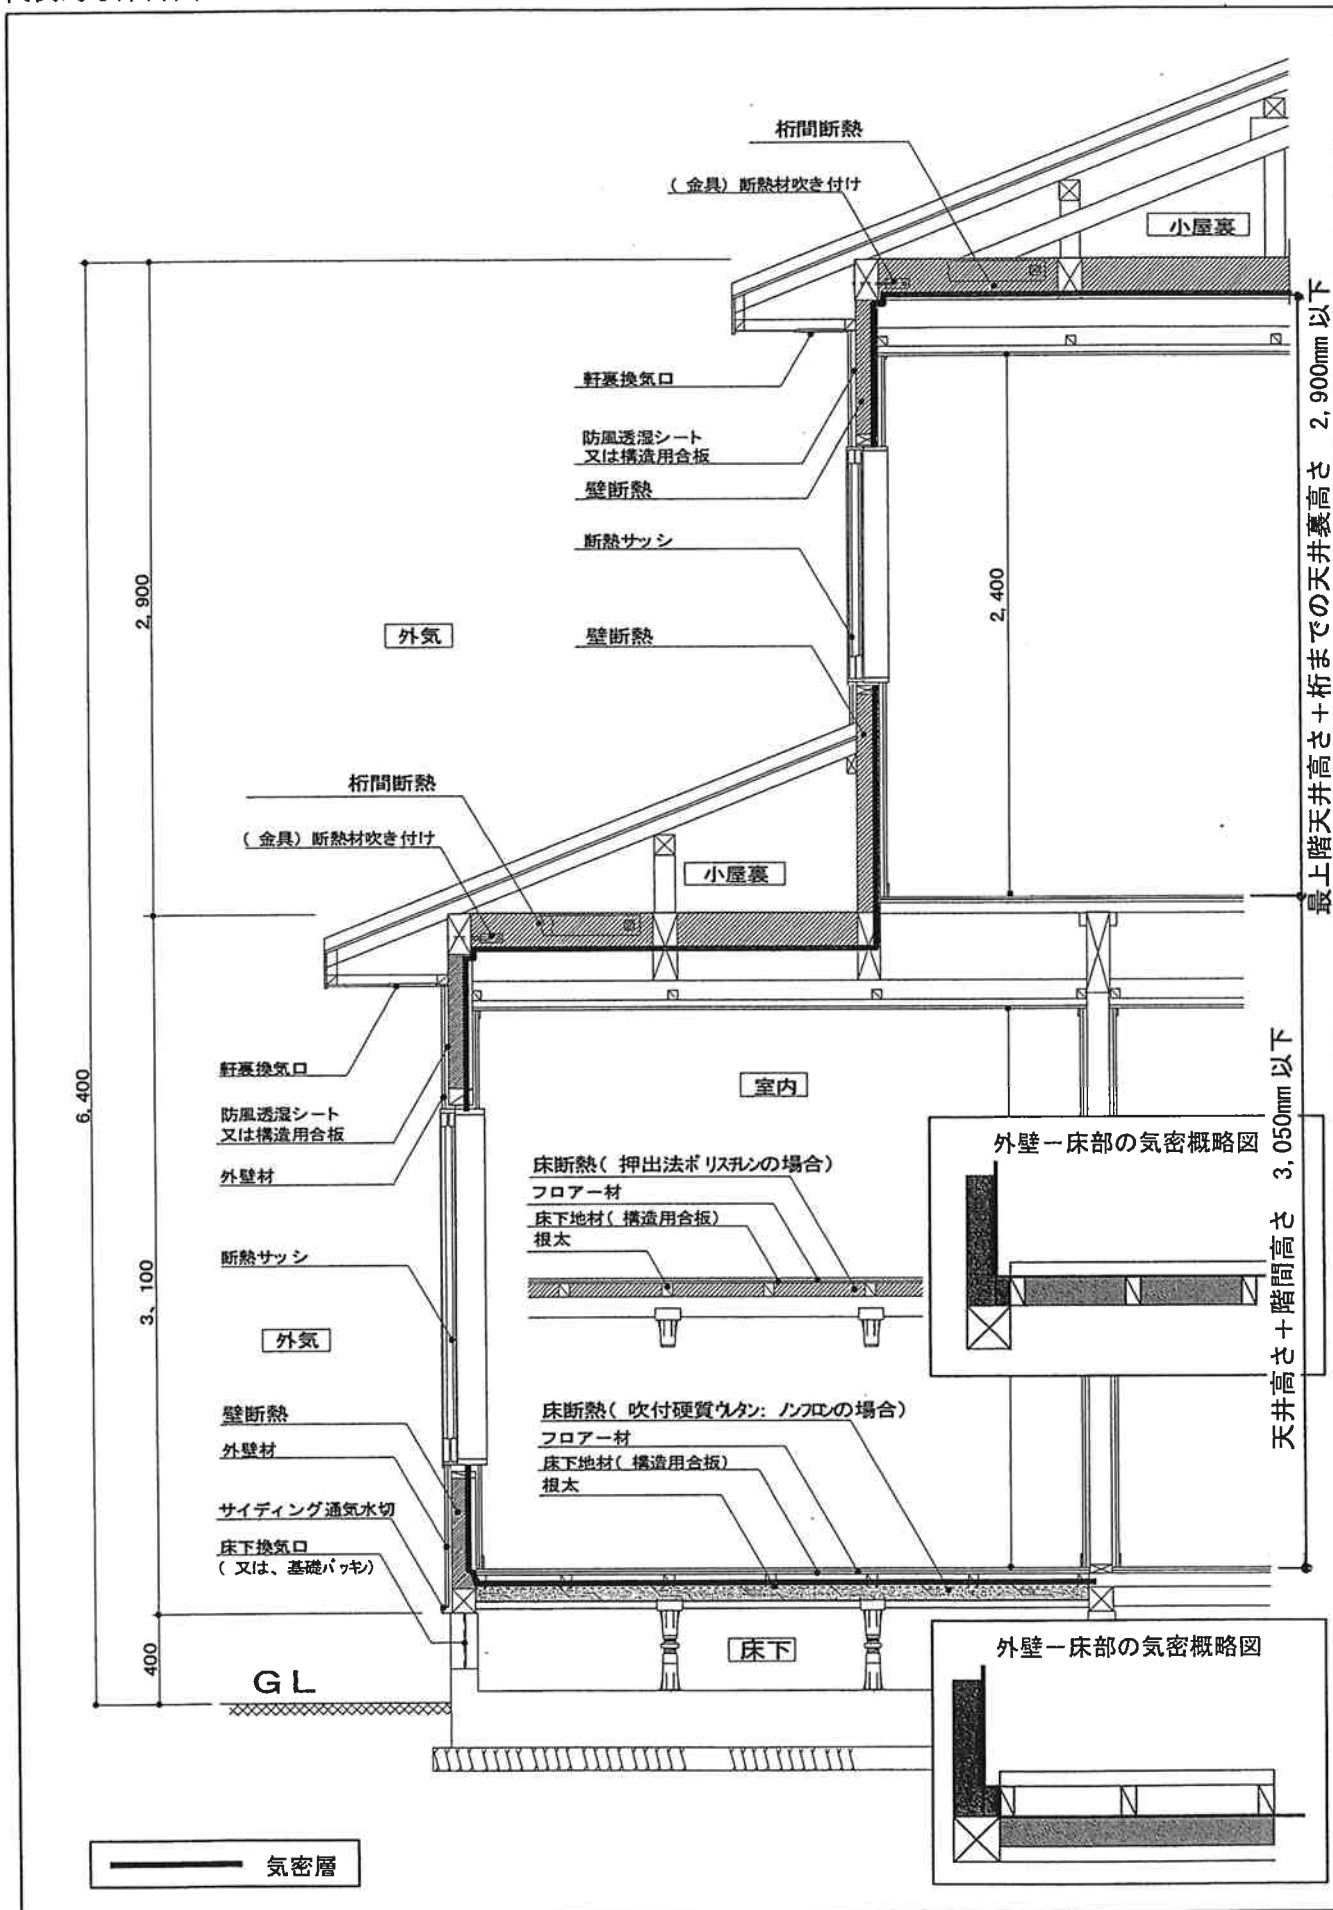 桁間断熱
(金具)断熱材吹き付け
小屋裏
軒裏換気口
防風透湿シート
又は構造用合板
壁断熱
断熱サッシ
2,900
外気
壁断熱
2,400
最上階天井高さ+桁までの天井裏高さ 2,900mm以下
桁間断熱
(金具)断熱材吹き付け
小屋裏
6,400
軒裏換気口
防風透湿シート
又は構造用合板
外壁材
室内
断熱サッシ
3、100
外気
床断熱(押出法ポリスチレンの場合)
フロアー材
床下地材(構造用合板)
根太
外壁ー床部の気密概略図
天井高さ+階間高さ 3,050mm以下
壁断熱
外壁材
サイディング通気水切
床下換気口
(又は、基礎パッキン)
床断熱(吹付硬質ウレタン:ノンフロンの場合)
フロアー材
床下地材(構造用合板)
根太
400
GL
床下
外壁ー床部の気密概略図
気密層